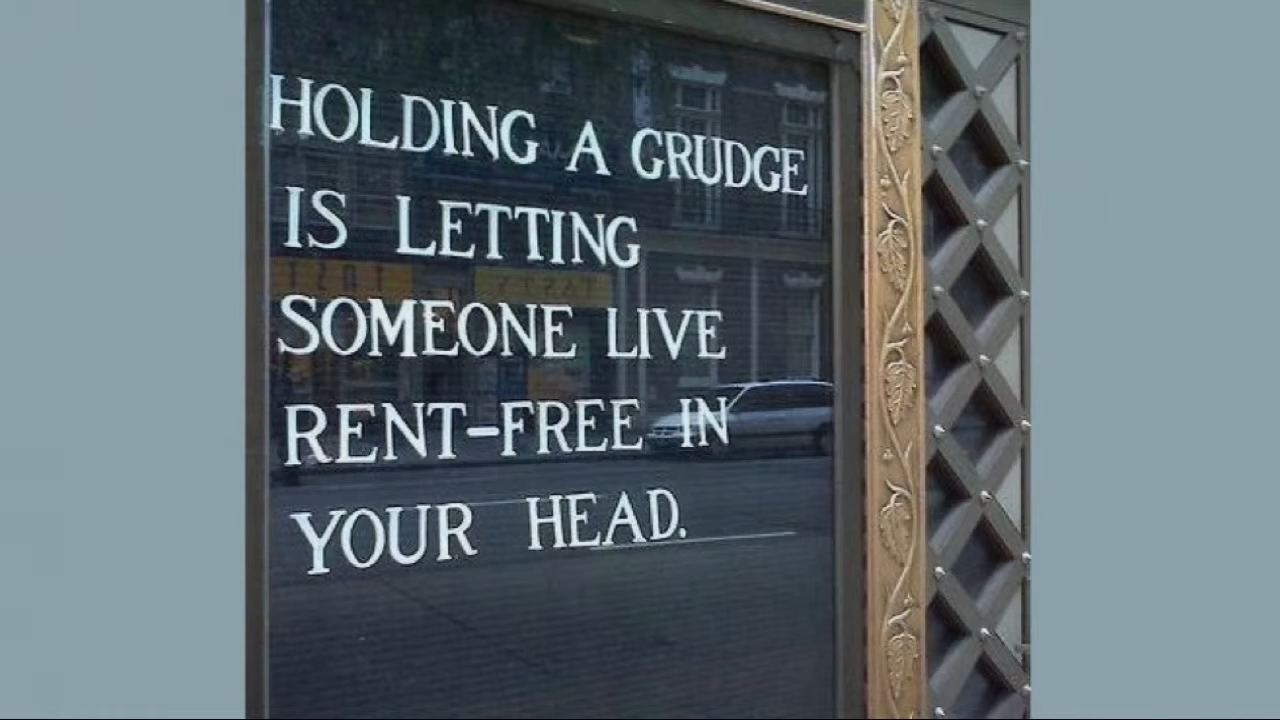 HOLDING A GRUDGE
IS LETTING
SOMEONE LIVE
RENT-FREE IN
YOUR HEAD.